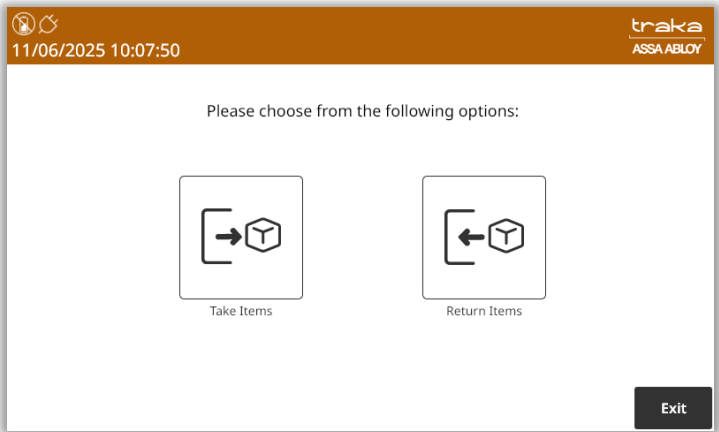 traka
11/06/2025 10:07:50
ASSA ABLOY
Please choose from the following options:
Take Items
Return Items
Exit